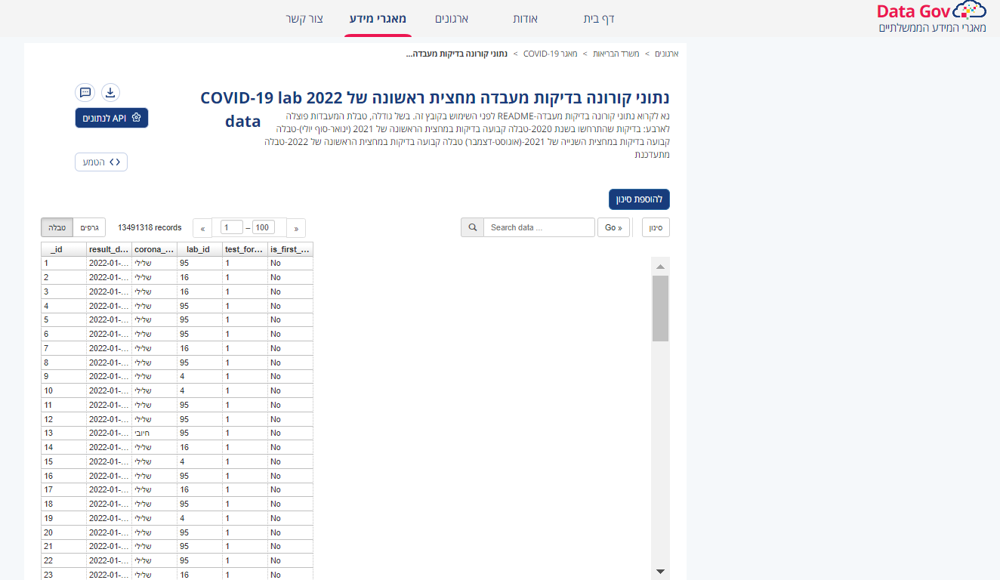 Data Gov
מאגרי המידע הממשלתיים
דף בית
אודות
ארגונים
מאגרי מידע
צור קשר
ארגונים > משרד הבריאות > מאגר COVID-19 > נתוני קורונה בדיקות מעבדה...
נתוני קורונה בדיקות מעבדה מחצית ראשונה של 2022 COVID-19 lab
data
נא לקרוא נתוני קורונה בדיקות מעבדה-README לפני השימוש בקובץ זה. בשל גודלה, טבלת המעבדות פוצלה
לארבע: בדיקות שהתרחשו בשנת 2020-טבלה קבועה בדיקות במחצית הראשונה של 2021 (ינואר-סוף יולי)-טבלה
קבועה בדיקות במחצית השנייה של 2021-(אוגוסט-דצמבר) טבלה קבועה בדיקות במחצית הראשונה של 2022-טבלה
מתעדכנת
API לנתונים
הטמע
להוספת סינון
טבלה גרפים 13491318 records « 1 – 100 » Search data ... Go » סינון
_id result_d... corona_... lab_id test_for... is_first_...
1 2022-01-... שלילי 95 1 No
2 2022-01-... שלילי 16 1 No
3 2022-01-... שלילי 16 1 No
4 2022-01-... שלילי 95 1 No
5 2022-01-... שלילי 95 1 No
6 2022-01-... שלילי 95 1 No
7 2022-01-... שלילי 16 1 No
8 2022-01-... שלילי 95 1 No
9 2022-01-... שלילי 4 1 No
10 2022-01-... שלילי 4 1 No
11 2022-01-... שלילי 95 1 No
12 2022-01-... שלילי 95 1 No
13 2022-01-... חיובי 95 1 No
14 2022-01-... שלילי 16 1 No
15 2022-01-... שלילי 4 1 No
16 2022-01-... שלילי 95 1 No
17 2022-01-... שלילי 16 1 No
18 2022-01-... שלילי 95 1 No
19 2022-01-... שלילי 4 1 No
20 2022-01-... שלילי 95 1 No
21 2022-01-... שלילי 95 1 No
22 2022-01-... שלילי 95 1 No
23 2022-01-... שלילי 16 1 No